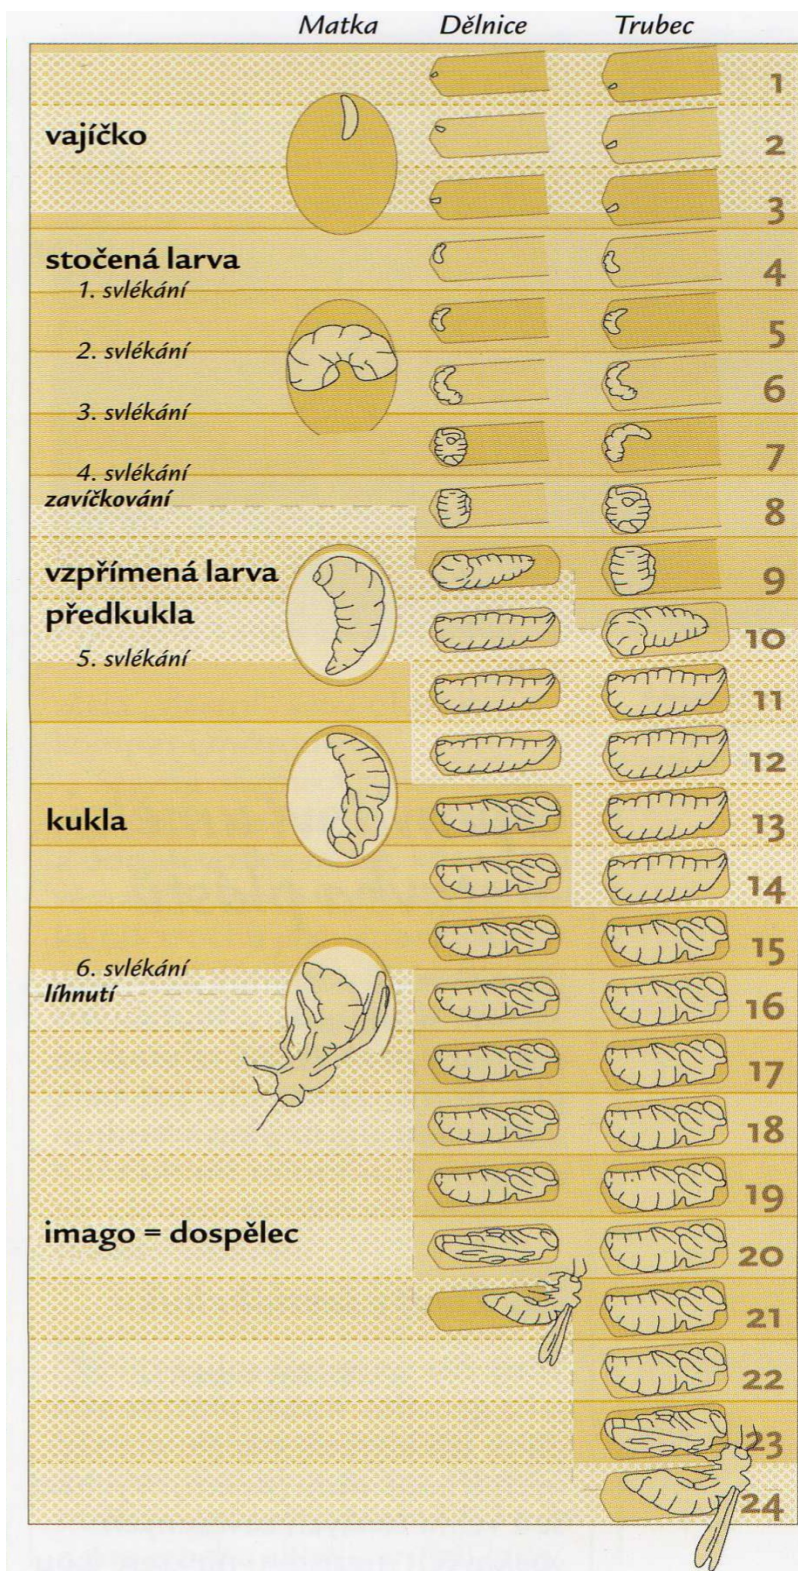 Matka Dělnice Trubec
1
vajíčko 2
3
stočená larva 4
1. svlékání
5
2. svlékání
6
3. svlékání
7
4. svlékání
zavíčkování 8
vzpřímená larva 9
předkukla 10
5. svlékání
11
12
kukla 13
14
15
6. svlékání
líhnutí 16
17
18
19
imago = dospělec 20
21
22
23
24